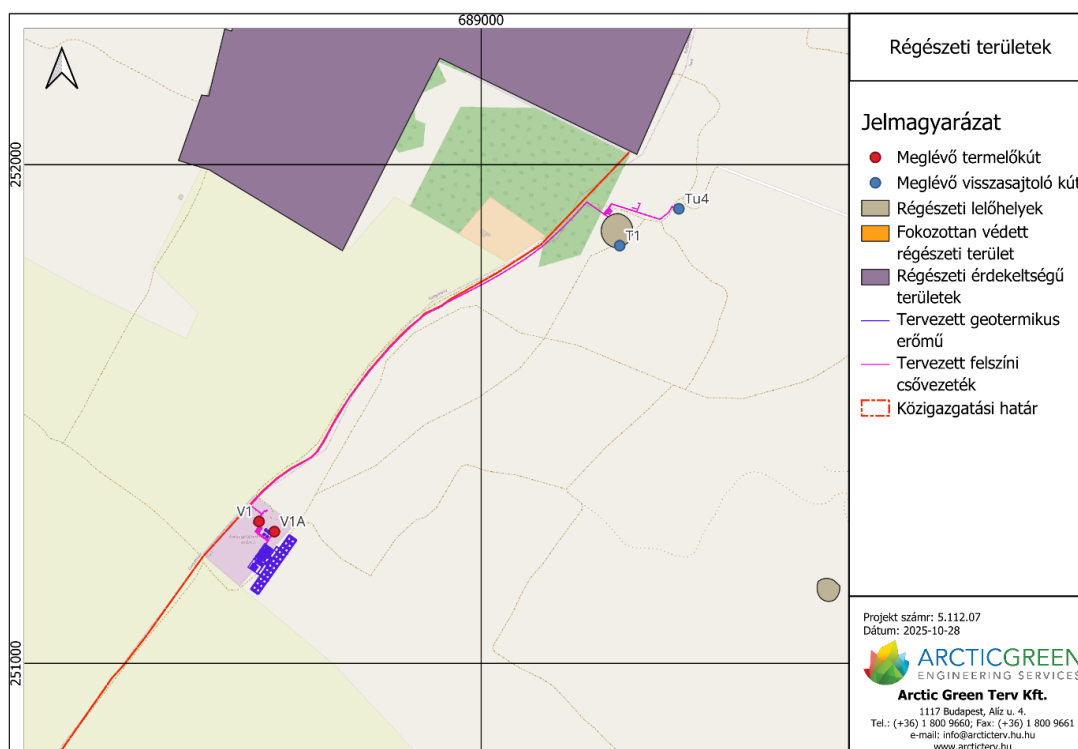 689000
252000
251000
Tu4
T1
V1
V1A
Régészeti területek
Jelmagyarázat
Meglévő termelőkút
Meglévő visszasajtoló kút
Régészeti lelőhelyek
Fokozottan védett
régészeti terület
Régészeti érdekeltségű
területek
Tervezett geotermikus
erőmű
Tervezett felszíni
csővezeték
Közigazgatási határ
Projekt számr: 5.112.07
Dátum: 2025-10-28
ARCTICGREEN
ENGINEERING SERVICES
Arctic Green Terv Kft.
1117 Budapest, Alíz u. 4.
Tel.: (+36) 1 800 9660; Fax: (+36) 1 800 9661
e-mail: info@arcticterv.hu.hu
www.arcticterv.hu